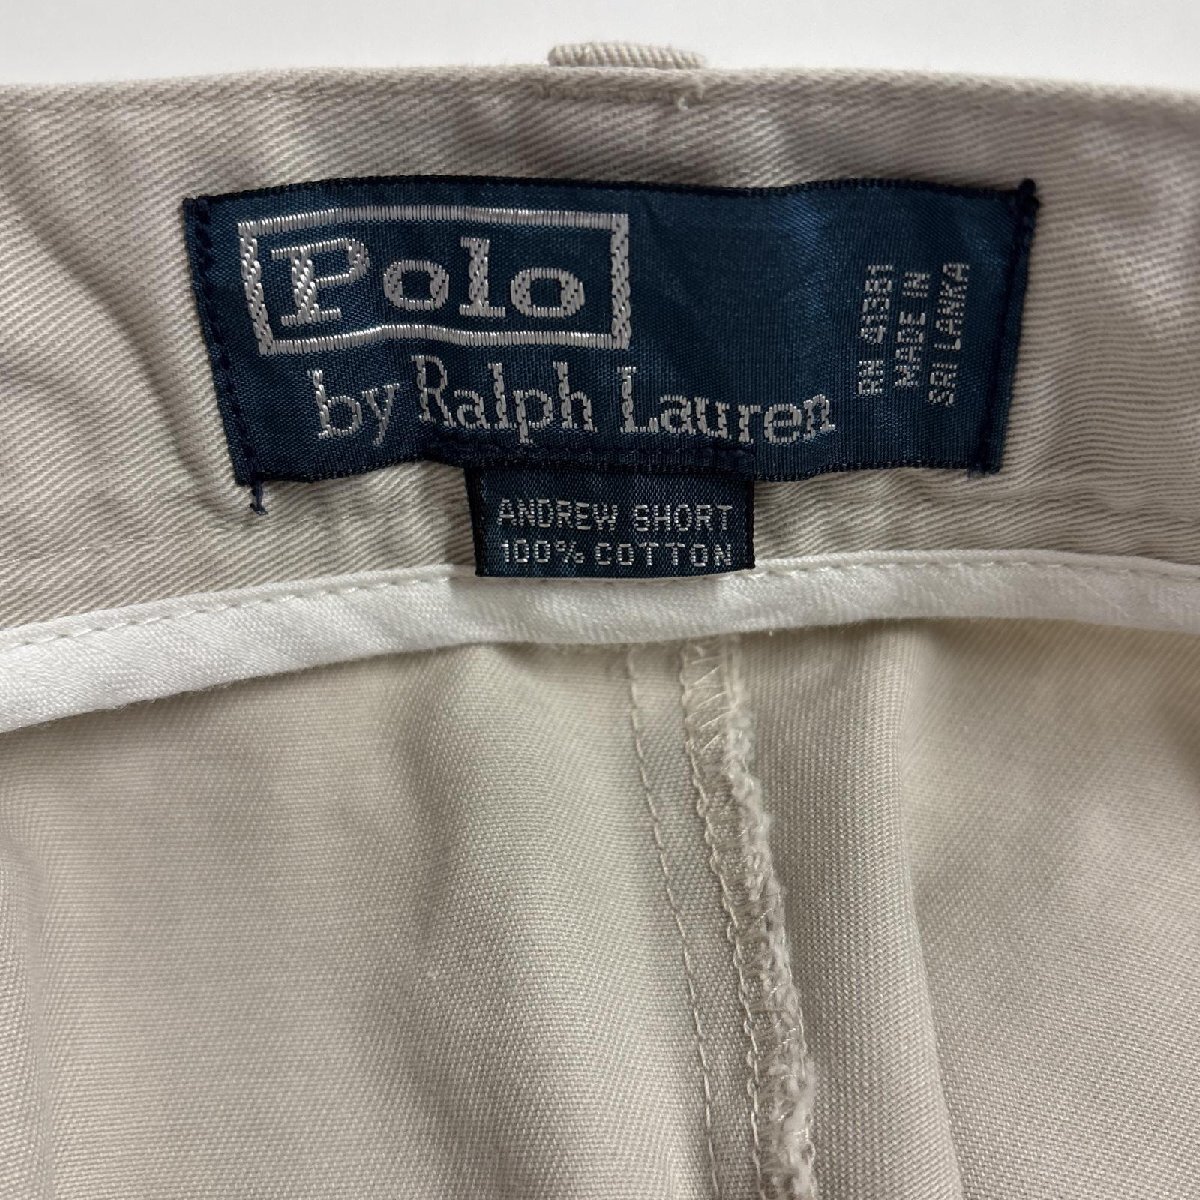 Polo
by Ralph Lauren
RN 41381
MADE IN
SRI LANKA
ANDREW SHORT
100% COTTON